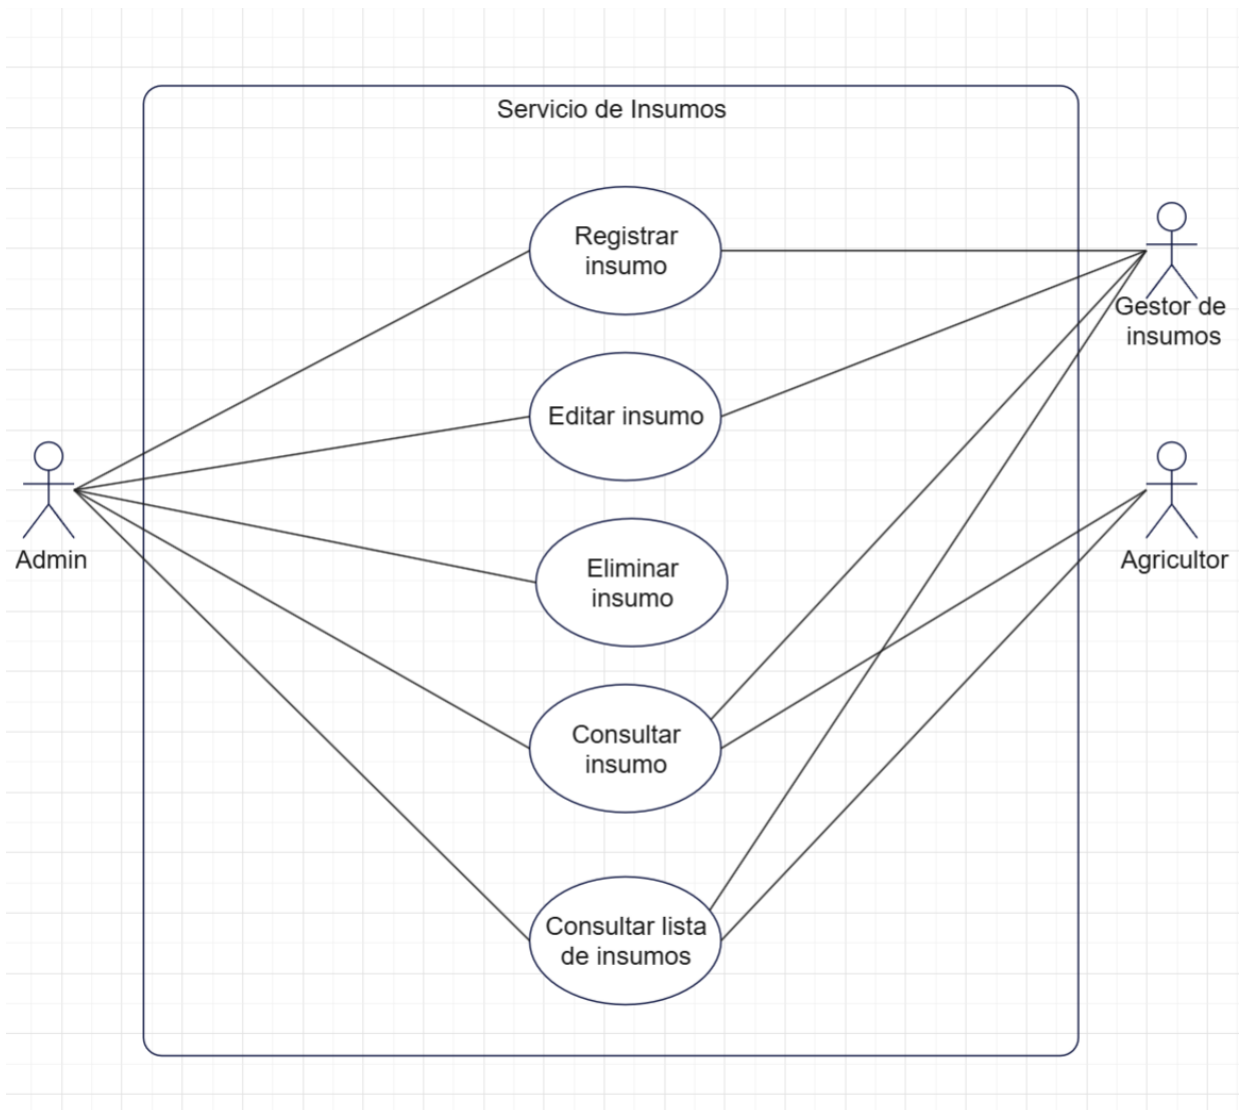 Servicio de Insumos
Registrar
insumo
Gestor de
insumos
Editar insumo
Admin
Eliminar
insumo
Agricultor
Consultar
insumo
Consultar lista
de insumos